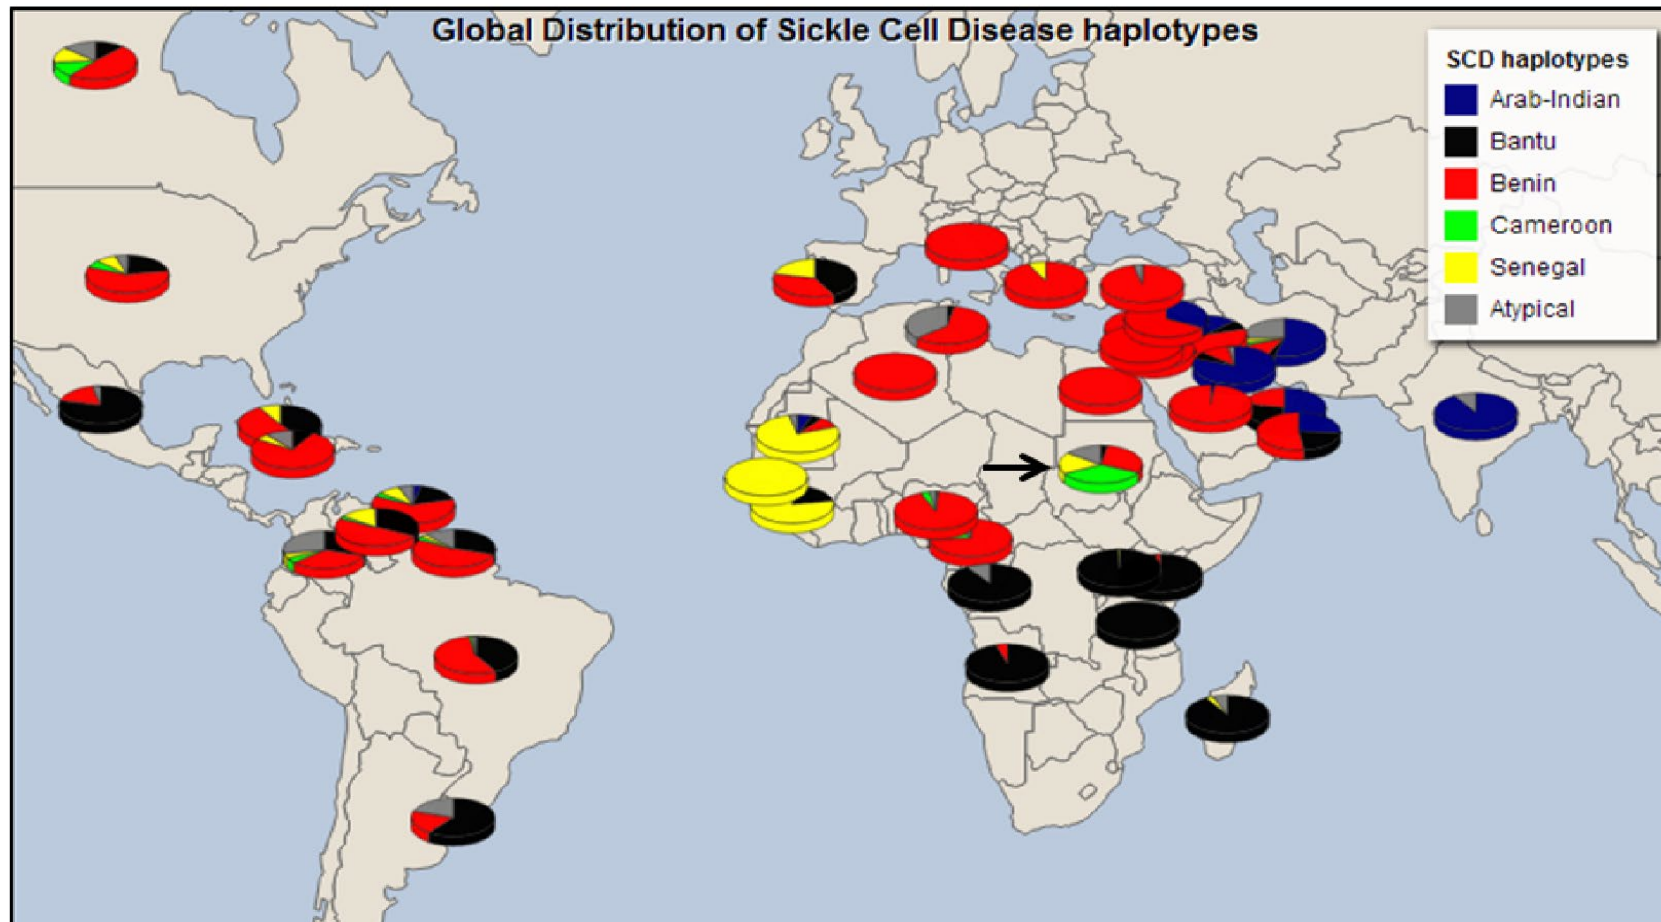 Global Distribution of Sickle Cell Disease haplotypes
SCD haplotypes
Arab-Indian
Bantu
Benin
Cameroon
Senegal
Atypical